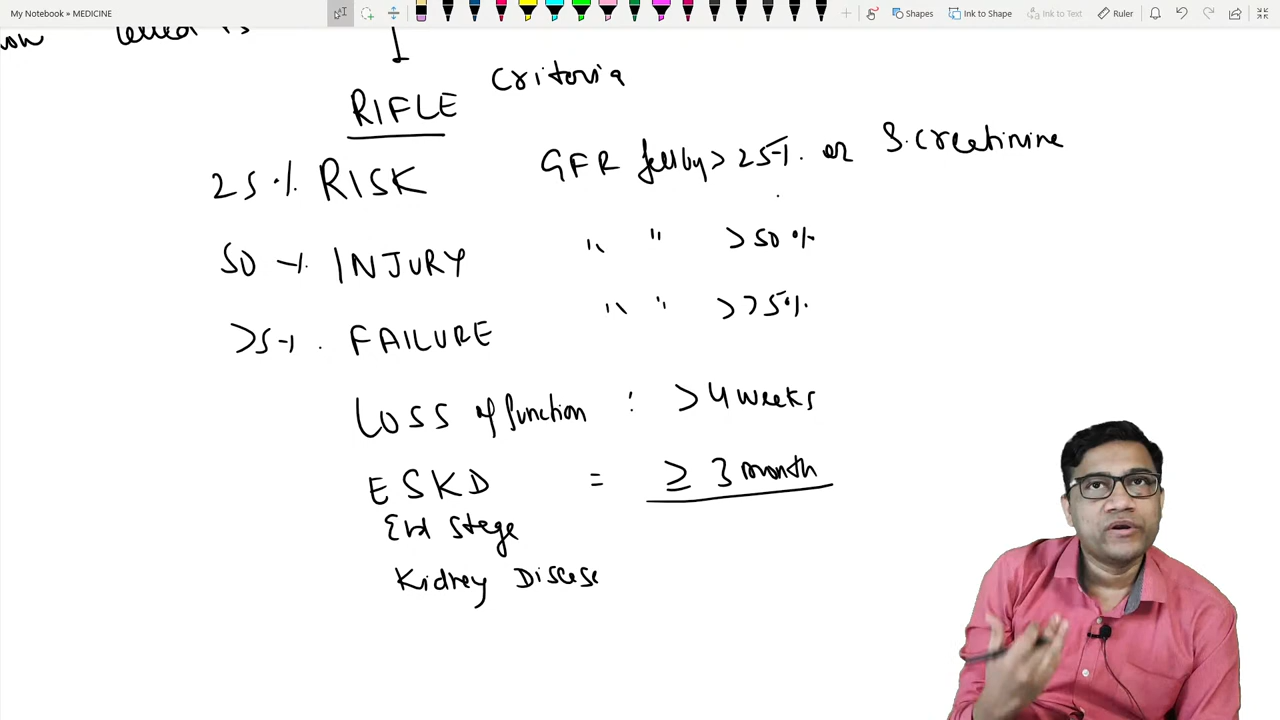 My Notebook » MEDICINE
Shapes Ink to Shape Ink to Text Ruler
is
RIFLE Criteria
25 % RISK GFR fell by > 25 %. or S. Creatinine
50 % INJURY " " > 50 %
75 %. FAILURE " " > 75 %.
Loss of function : > 4 weeks
ESKD = ≥ 3 month
End Stage
Kidney Disease